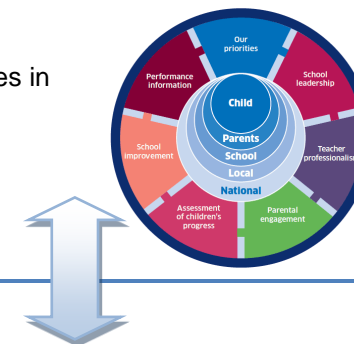 es in
Our
priorities
School
leadership
Teacher
Parental
engagement
Assessment
of children's
progress
School
improvement
Performance
information
Child
Parents
School
Local
National